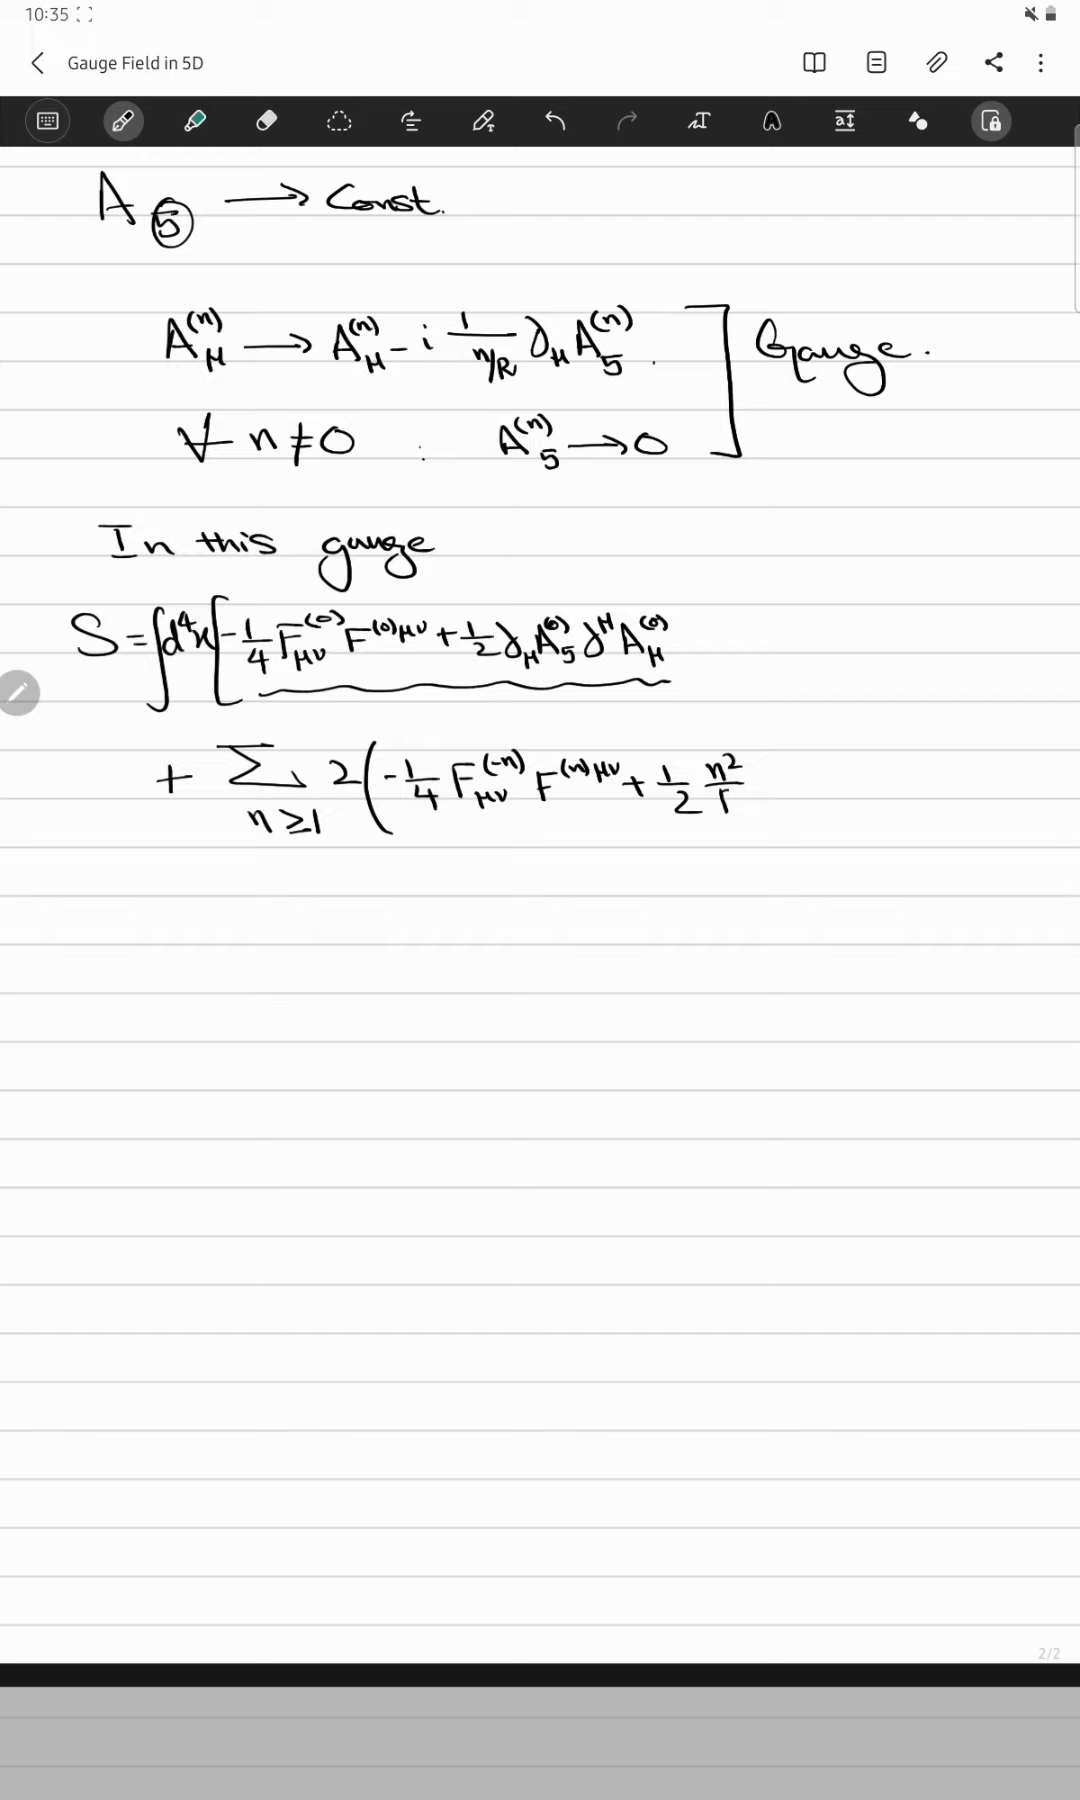 10:35
Gauge Field in 5D
A₅ → Const.
A_μ^(n) → A_μ^(n) - i 1/(n/R) ∂_μ A_5^(n) . ] Gauge.
∀ n ≠ 0 : A_5^(n) → 0
In this gauge
S = ∫d⁴x[ -1/4 F_μν^(0) F^(0)μν + 1/2 ∂_μ A_5^(0) ∂^μ A_μ^(0)
+ Σ_{n≥1} 2( -1/4 F_μν^(-n) F^(n)μν + 1/2 n²/
2/2